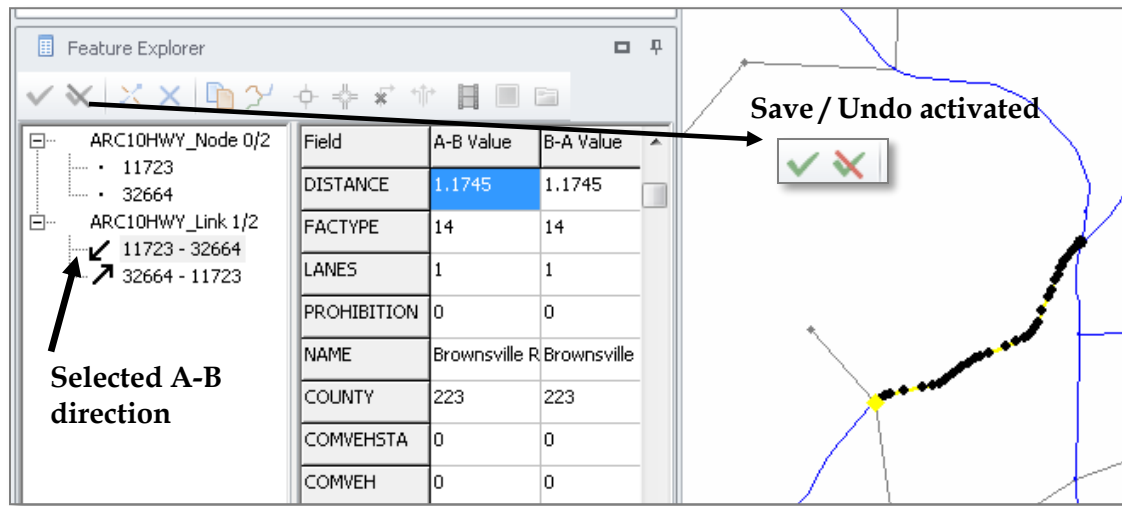 Feature Explorer
Save / Undo activated
ARC10HWY_Node 0/2
11723
32664
ARC10HWY_Link 1/2
11723 - 32664
32664 - 11723
Selected A-B
direction
Field A-B Value B-A Value
DISTANCE 1.1745 1.1745
FACTYPE 14 14
LANES 1 1
PROHIBITION 0 0
NAME Brownsville R Brownsville
COUNTY 223 223
COMVEHSTA 0 0
COMVEH 0 0